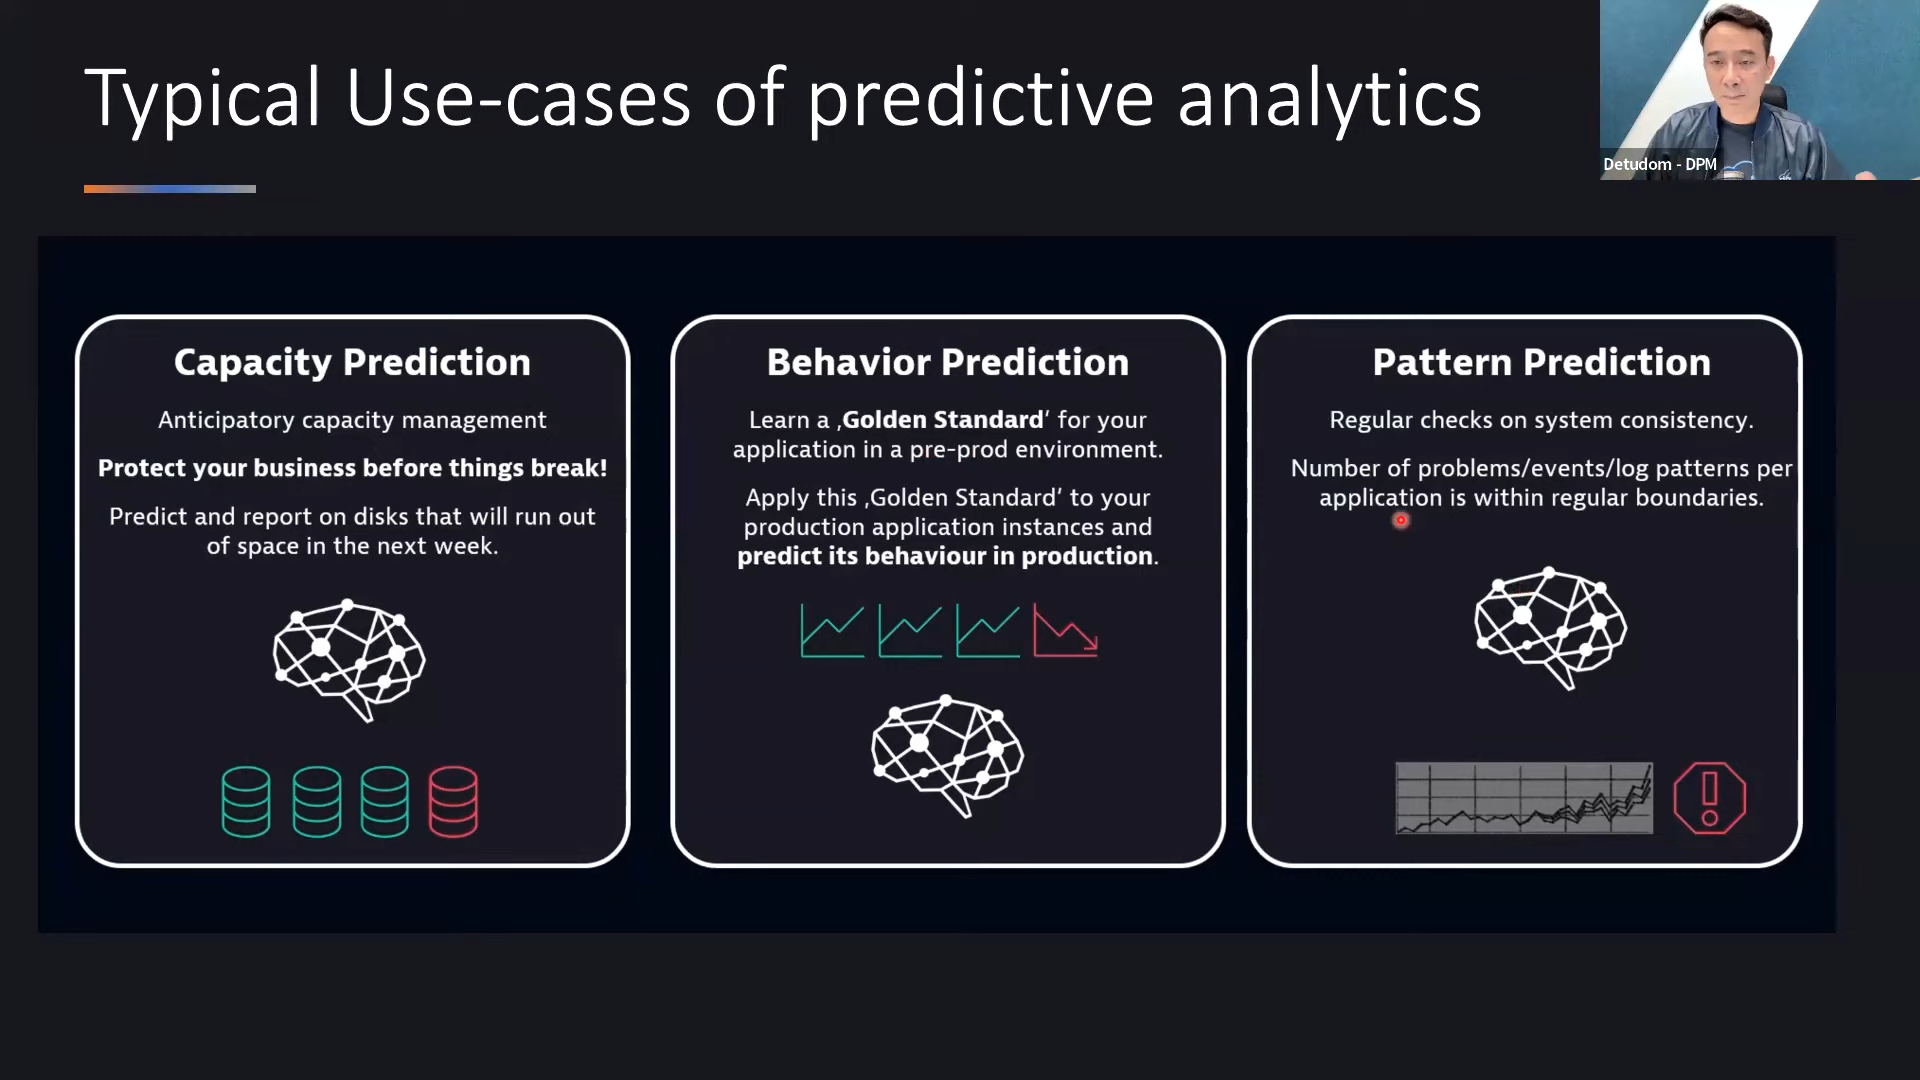 Typical Use-cases of predictive analytics
Detudom - DPM
Capacity Prediction
Anticipatory capacity management
Protect your business before things break!
Predict and report on disks that will run out
of space in the next week.
Behavior Prediction
Learn a ‚Golden Standard’ for your
application in a pre-prod environment.
Apply this ‚Golden Standard’ to your
production application instances and
predict its behaviour in production.
Pattern Prediction
Regular checks on system consistency.
Number of problems/events/log patterns per
application is within regular boundaries.